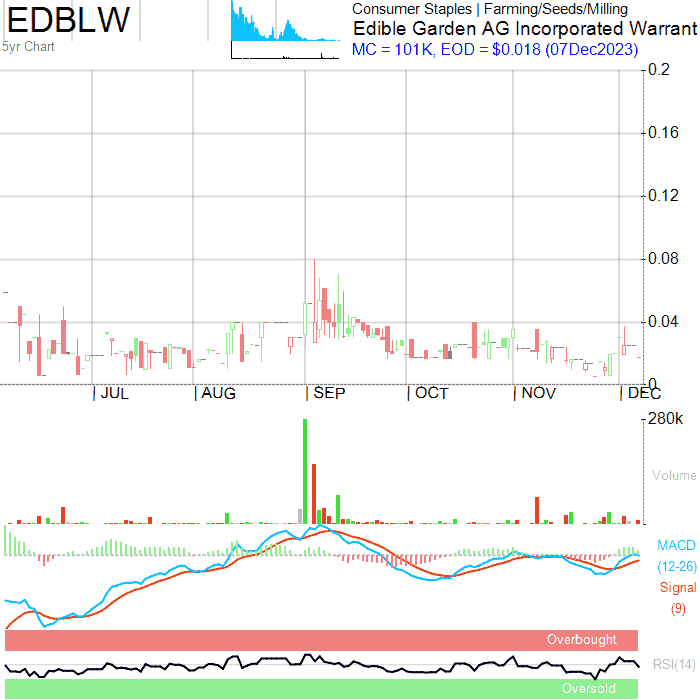 EDBLW
5yr Chart
Consumer Staples | Farming/Seeds/Milling
Edible Garden AG Incorporated Warrant
MC = 101K, EOD = $0.018 (07Dec2023)
0.2
0.16
0.12
0.08
0.04
0
JUL AUG SEP OCT NOV DEC
280k
Volume
MACD
(12-26)
Signal
(9)
Overbought
RSI(14)
Oversold